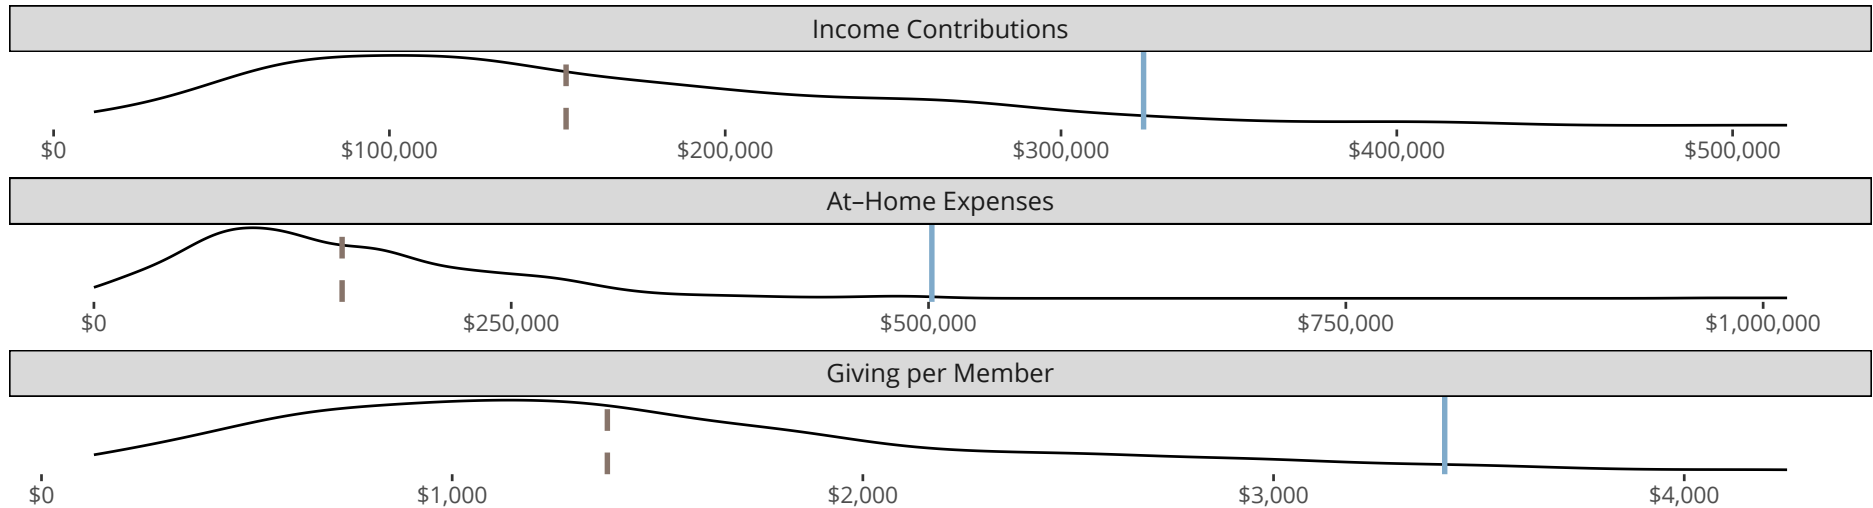 Income Contributions
$0 $100,000 $200,000 $300,000 $400,000 $500,000
At–Home Expenses
$0 $250,000 $500,000 $750,000 $1,000,000
Giving per Member
$0 $1,000 $2,000 $3,000 $4,000